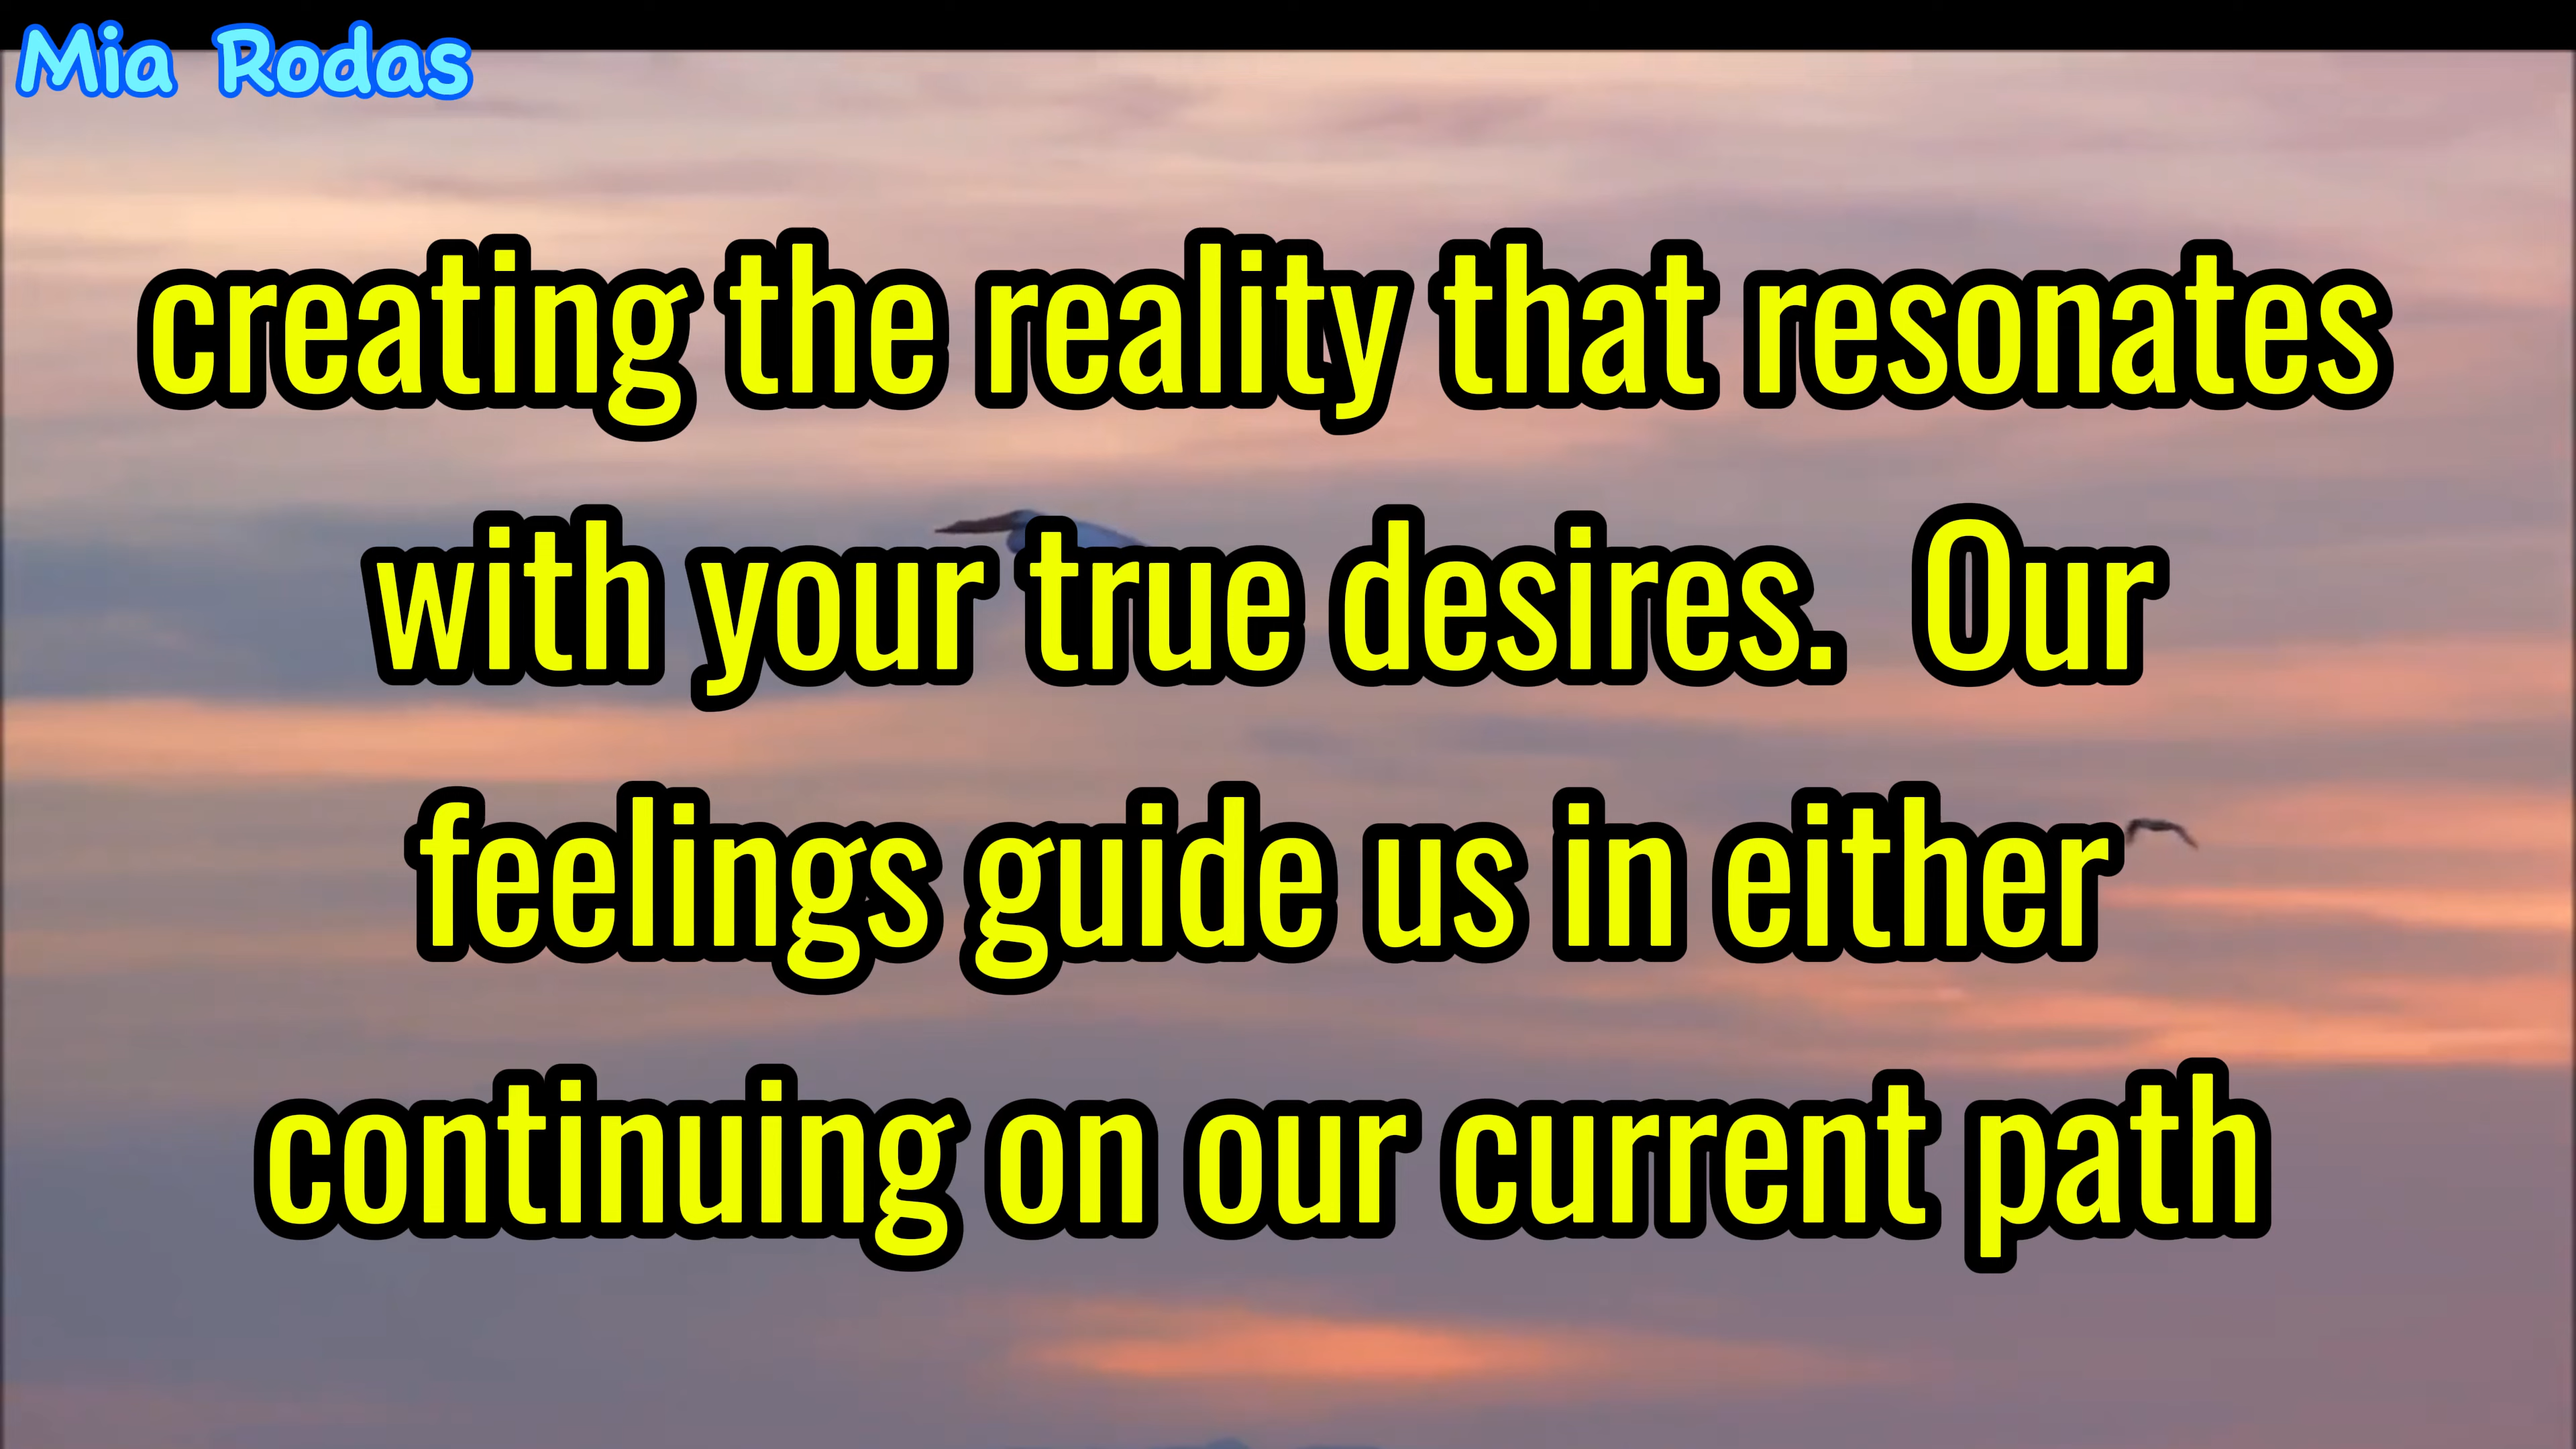 Mia Rodas
creating the reality that resonates
with your true desires.  Our
feelings guide us in either
continuing on our current path